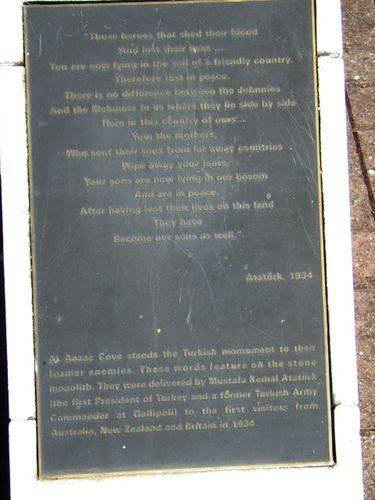 "Those heroes that shed their blood
And lost their lives ...
You are now lying in the soil of a friendly country.
Therefore rest in peace.
There is no difference between the Johnnies
And the Mehmets to us where they lie side by side
Here in this country of ours...
You, the mothers,
Who sent their sons from far away countries
Wipe away your tears,
Your sons are now lying in our bosom
And are in peace.
After having lost their lives on this land
They have
Become our sons as well."
Atatürk, 1934
At Anzac Cove stands the Turkish monument to their
former enemies. These words feature on the stone
monolith. They were delivered by Mustafa Kemal Atatürk
(the first President of Turkey and a former Turkish Army
Commander at Gallipoli) to the first visitors from
Australia, New Zealand and Britain in 1934.